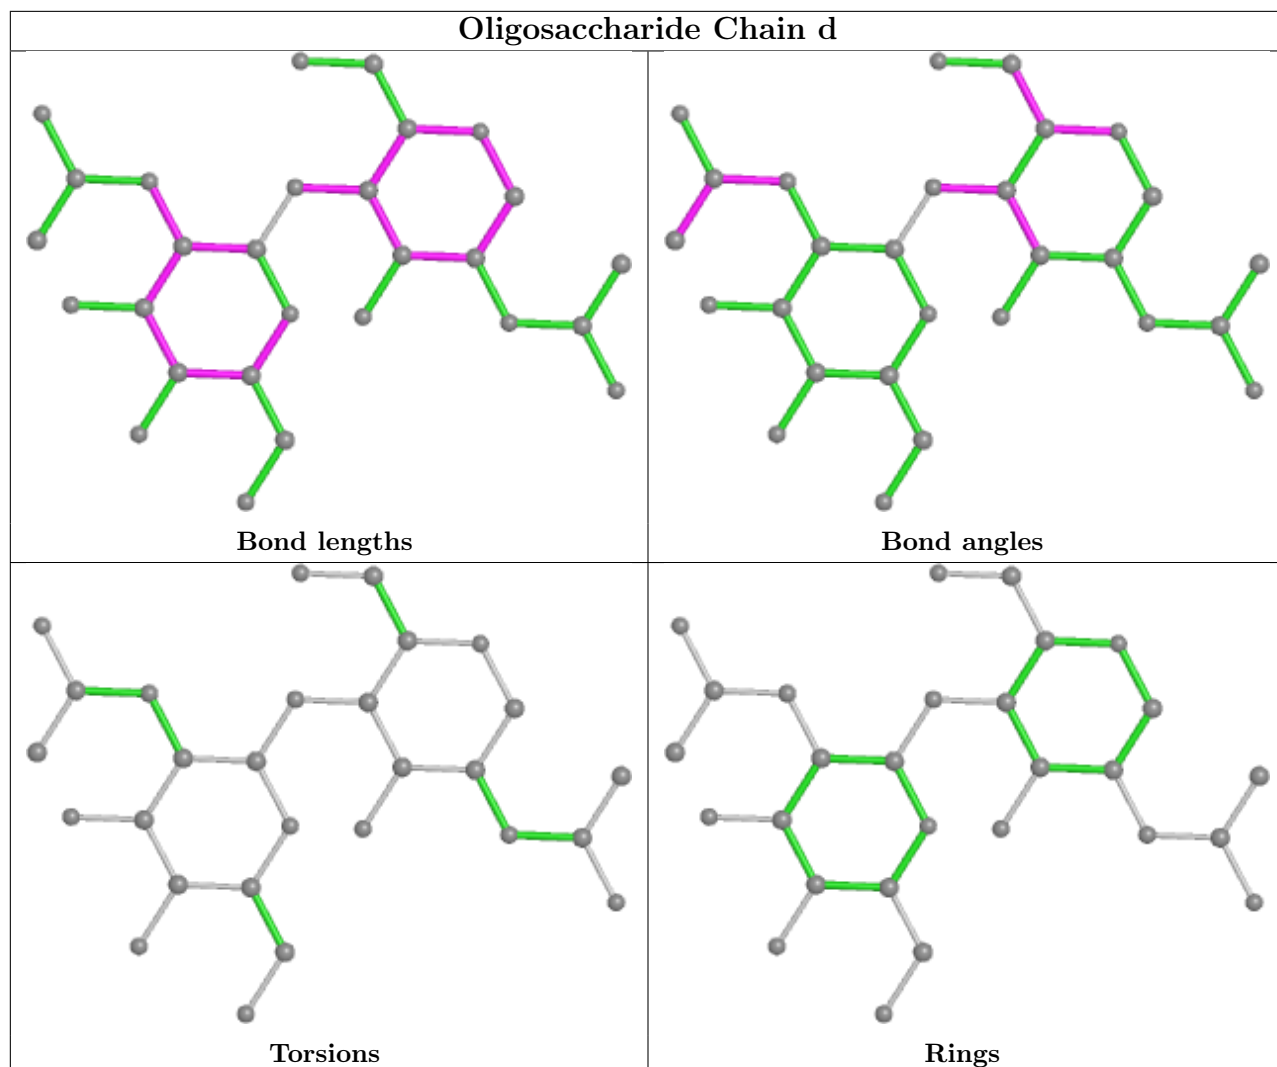 Oligosaccharide Chain d
Bond lengths
Bond angles
Torsions
Rings